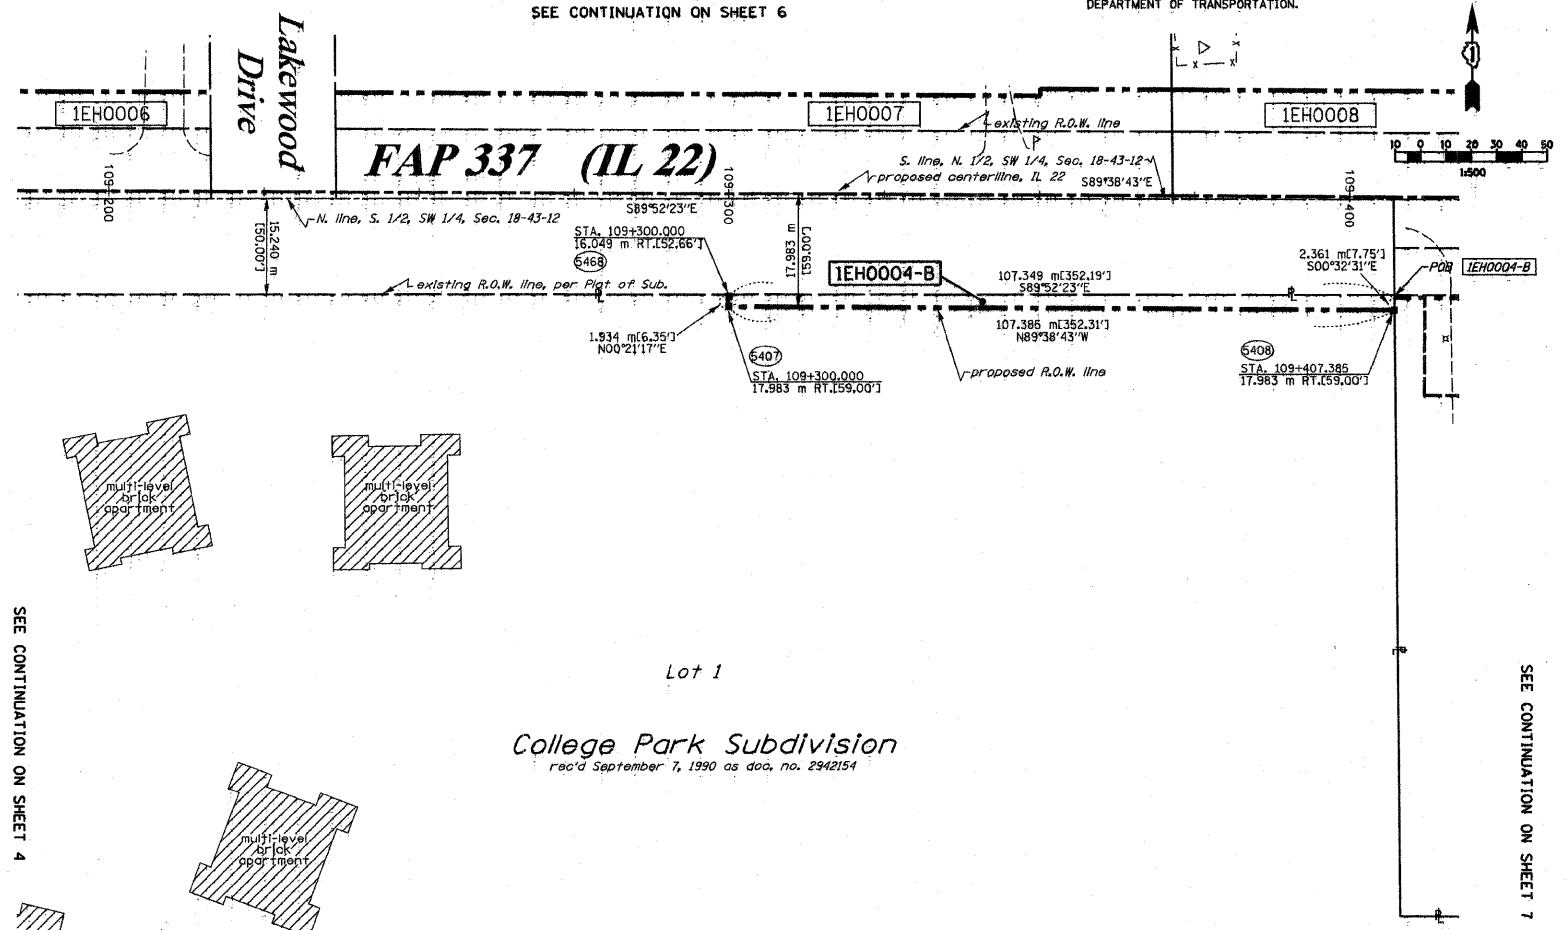 SEE CONTINUATION ON SHEET 6
DEPARTMENT OF TRANSPORTATION.
Lakewood
Drive
1EH0006
1EH0007
1EH0008
existing R.O.W. line
FAP 337 (IL 22)
S. line, N. 1/2, SW 1/4, Sec. 18-43-12
proposed centerline, IL 22
S89°38'43"E
10 0 10 20 30 40 50
1:500
109+200
109+300
109+400
S89°52'23"E
N. line, S. 1/2, SW 1/4, Sec. 18-43-12
15.240 m
[50.00']
STA. 109+300.000
16.049 m RT.[52.66']
5468
17.983 m
[59.00']
1EH0004-B
107.349 m[352.19']
S89°52'23"E
2.361 m[7.75']
S00°32'31"E
POB
1EH0004-B
existing R.O.W. line, per Plat of Sub.
1.934 m[6.35']
N00°21'17"E
107.386 m[352.31']
N89°38'43"W
5407
STA. 109+300.000
17.983 m RT.[59.00']
proposed R.O.W. line
5408
STA. 109+407.385
17.983 m RT.[59.00']
multi-level
brick
apartment
multi-level
brick
apartment
Lot 1
College Park Subdivision
rec'd September 7, 1990 as doc. no. 2942154
multi-level
brick
apartment
SEE CONTINUATION ON SHEET 4
SEE CONTINUATION ON SHEET 7